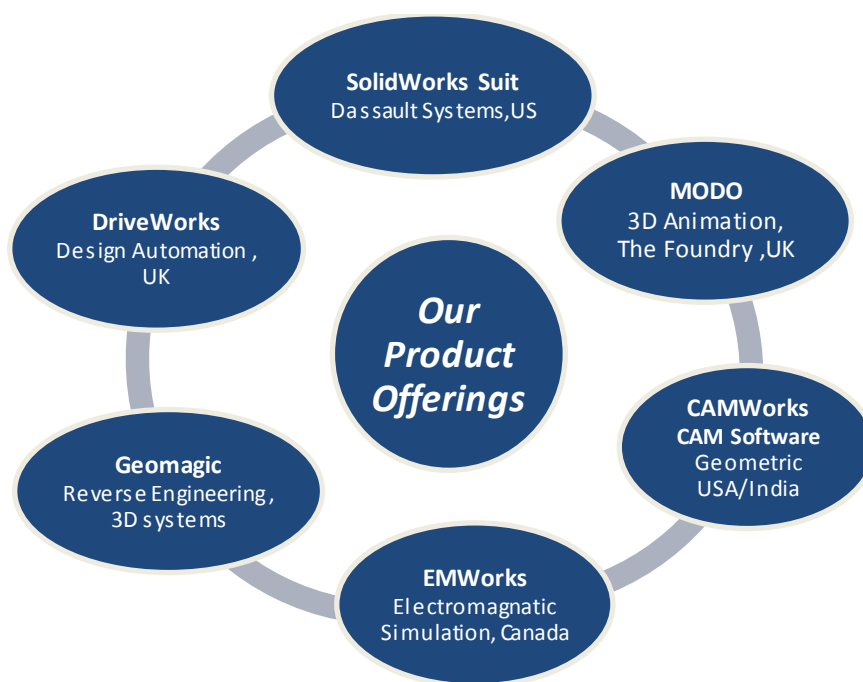 SolidWorks Suit
Dassault Systems,US
MODO
3D Animation,
The Foundry ,UK
CAMWorks
CAM Software
Geometric
USA/India
EMWorks
Electromagnatic
Simulation, Canada
Geomagic
Reverse Engineering,
3D systems
DriveWorks
Design Automation ,
UK
Our
Product
Offerings